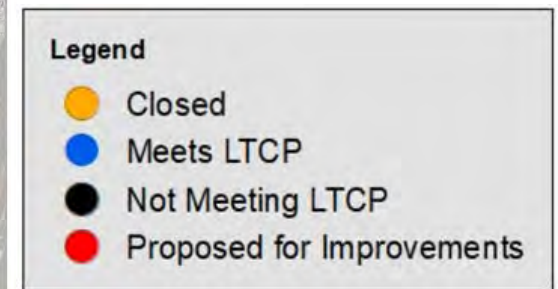 Legend
Closed
Meets LTCP
Not Meeting LTCP
Proposed for Improvements